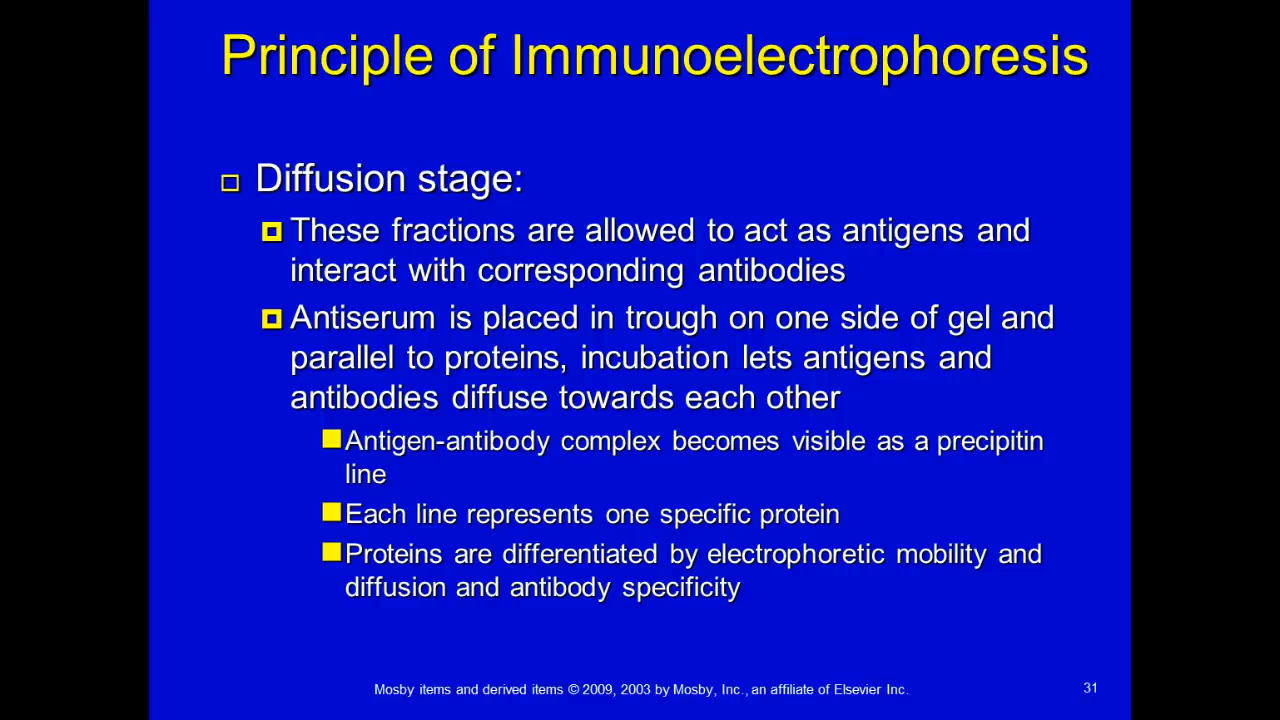 Principle of Immunoelectrophoresis
Diffusion stage:
These fractions are allowed to act as antigens and
interact with corresponding antibodies
Antiserum is placed in trough on one side of gel and
parallel to proteins, incubation lets antigens and
antibodies diffuse towards each other
Antigen-antibody complex becomes visible as a precipitin
line
Each line represents one specific protein
Proteins are differentiated by electrophoretic mobility and
diffusion and antibody specificity
Mosby items and derived items © 2009, 2003 by Mosby, Inc., an affiliate of Elsevier Inc.
31